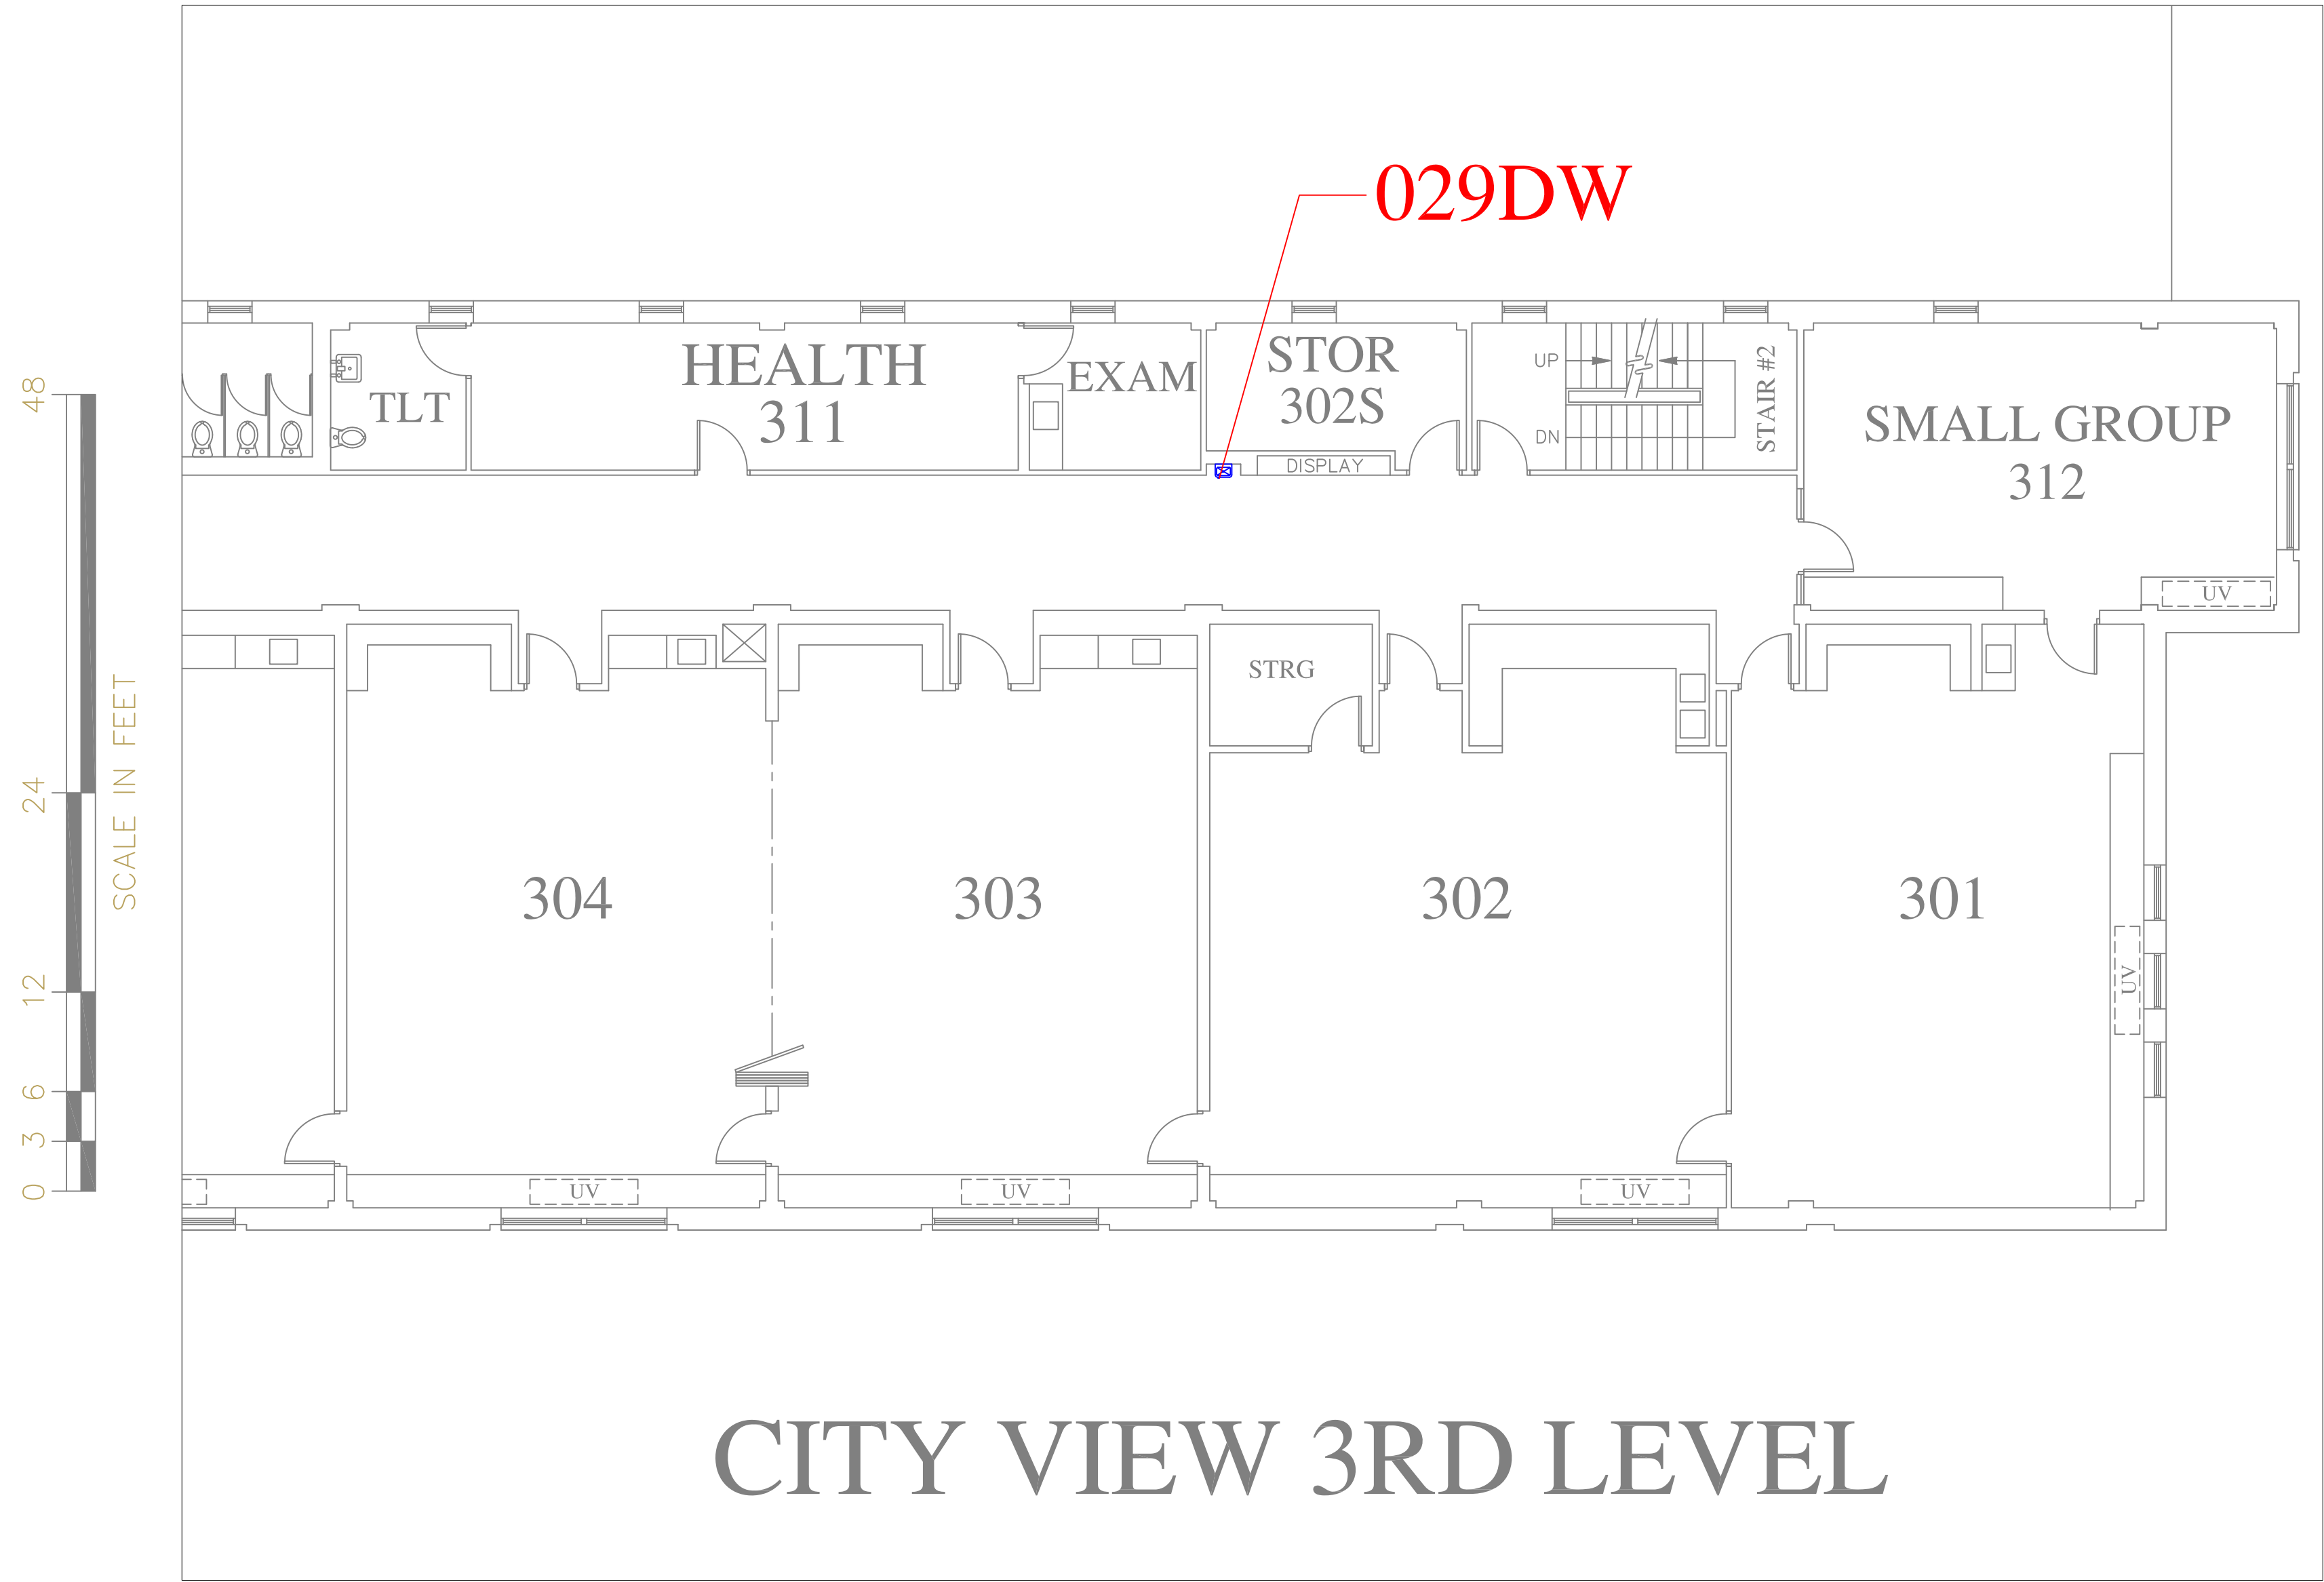 029DW
HEALTH
311
EXAM
TLT
STOR
302S
DISPLAY
UP
DN
STAIR #2
SMALL GROUP
312
UV
STRG
304
303
302
301
UV
UV
UV
UV
48
24
12
6
3
0
SCALE IN FEET
CITY VIEW 3RD LEVEL